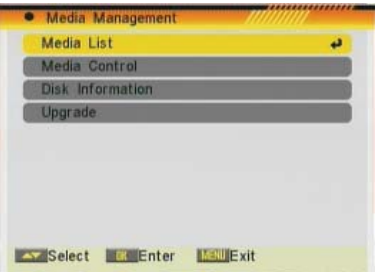 Media Management
Media List
Media Control
Disk Information
Upgrade
Select OK Enter MENU Exit